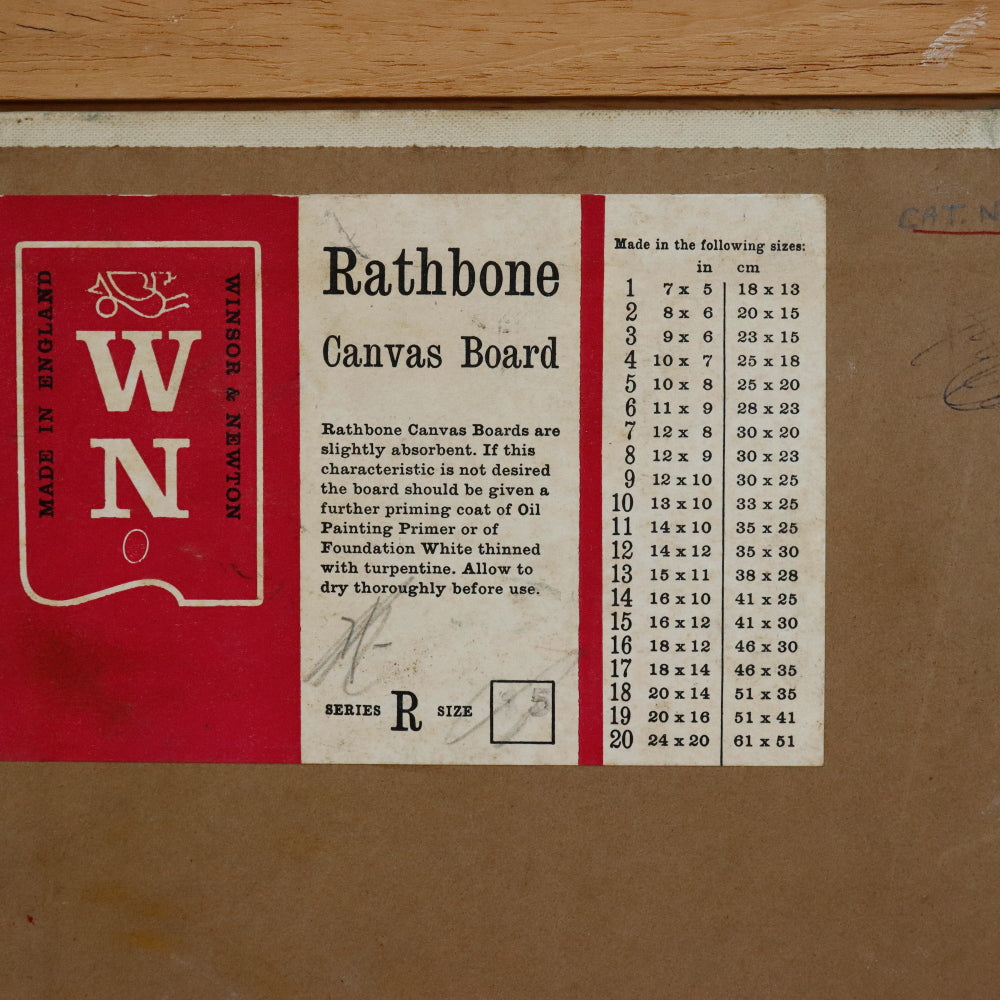 MADE IN ENGLAND
W
N
WINSOR & NEWTON
Rathbone
Canvas Board
Rathbone Canvas Boards are
slightly absorbent. If this
characteristic is not desired
the board should be given a
further priming coat of Oil
Painting Primer or of
Foundation White thinned
with turpentine. Allow to
dry thoroughly before use.
SERIES R SIZE
Made in the following sizes:
in cm
1 7 x 5 18 x 13
2 8 x 6 20 x 15
3 9 x 6 23 x 15
4 10 x 7 25 x 18
5 10 x 8 25 x 20
6 11 x 9 28 x 23
7 12 x 8 30 x 20
8 12 x 9 30 x 23
9 12 x 10 30 x 25
10 13 x 10 33 x 25
11 14 x 10 35 x 25
12 14 x 12 35 x 30
13 15 x 11 38 x 28
14 16 x 10 41 x 25
15 16 x 12 41 x 30
16 18 x 12 46 x 30
17 18 x 14 46 x 35
18 20 x 14 51 x 35
19 20 x 16 51 x 41
20 24 x 20 61 x 51
CAT. N